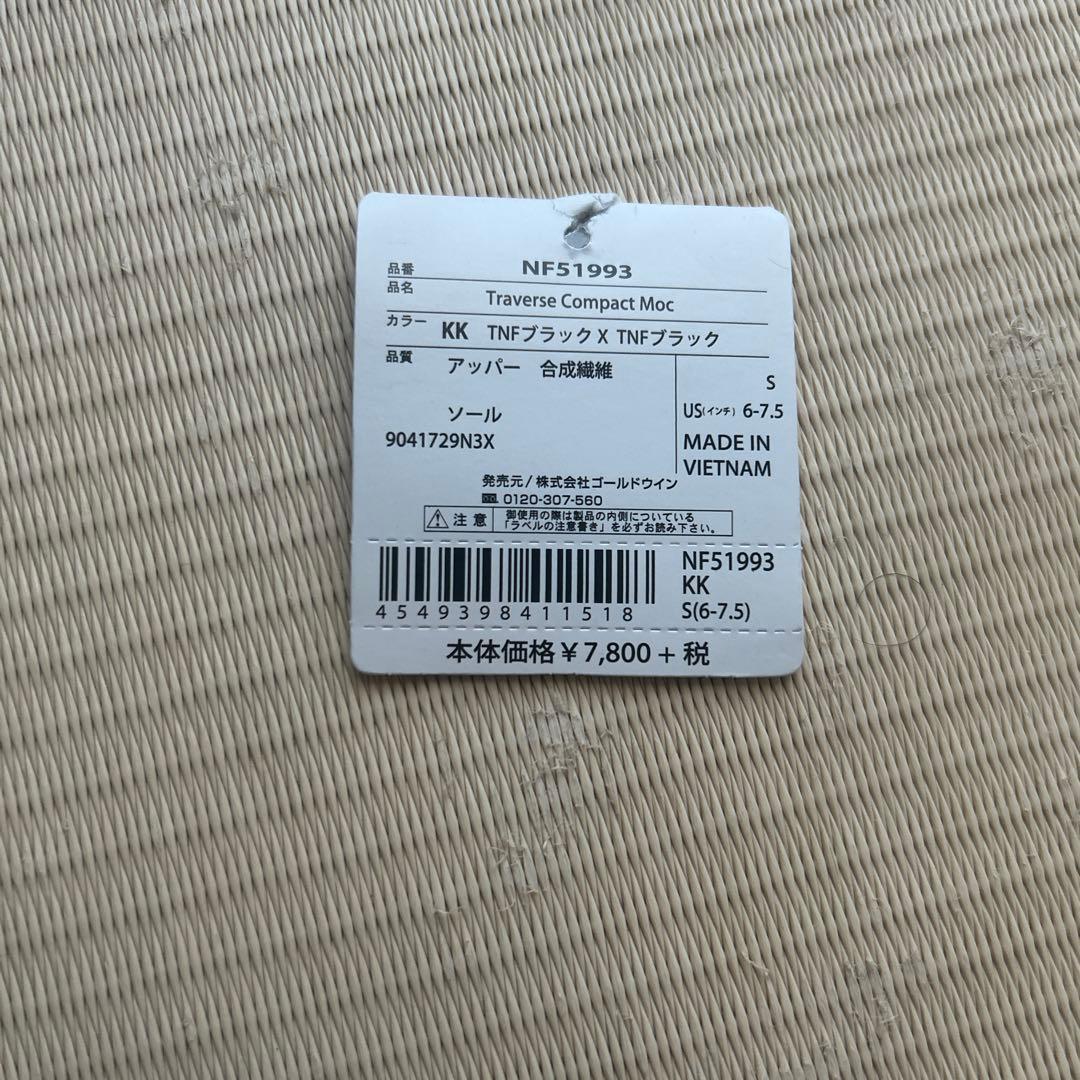 品番 NF51993
品名 Traverse Compact Moc
カラー KK TNFブラック X TNFブラック
品質 アッパー 合成繊維
ソール
9041729N3X
S
US(インチ) 6-7.5
MADE IN
VIETNAM
発売元/株式会社ゴールドウイン
0120-307-560
注意 御使用の際は製品の内側についている
「ラベルの注意書き」を必ずお読み下さい。
4549398411518
NF51993
KK
S(6-7.5)
本体価格¥7,800+税